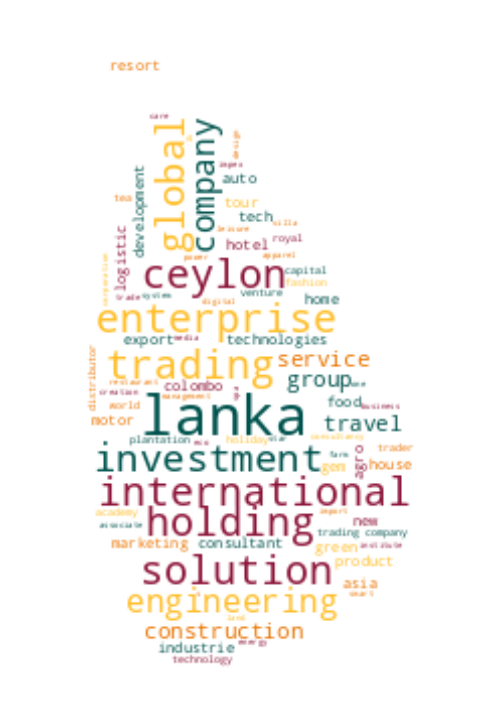 resort
care
global
company
design
impex
auto
development
tea
tour
tech
villa
leisure
royal
hotel
logistic
power
apparel
ceylon
capital
corporation
fashion
venture
trade
system
digital
home
enterprise
export
media
technologies
distributor
trading
service
group
restaurant
colombo
creation
management
world
food
business
lanka
motor
travel
plantation
eco
holiday
star
consultancy
farm
trader
investment
agro
gem
house
international
academy
import
associate
holding
new
trading company
marketing
consultant
green
institute
product
solution
asia
smart
engineering
land
construction
industrie
energy
technology